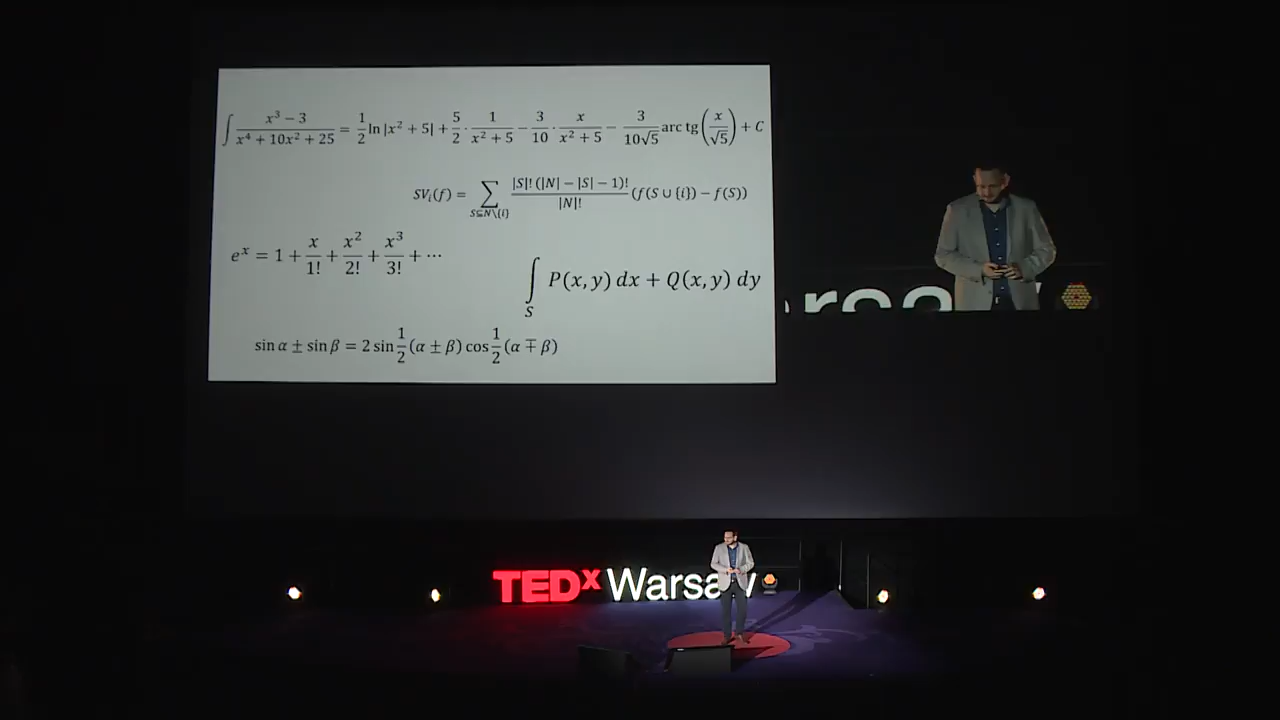 ∫ x³ − 3 / x⁴ + 10x² + 25 = 1/2 ln |x² + 5| + 5/2 · 1/x² + 5 − 3/10 · x/x² + 5 − 3/10√5 arc tg (x/√5) + C
SVᵢ(f) = ∑ S⊆N\{i} |S|! (|N| − |S| − 1)! / |N|! (f(S ∪ {i}) − f(S))
eˣ = 1 + x/1! + x²/2! + x³/3! + ⋯
∫ S P(x, y) dx + Q(x, y) dy
sin α ± sin β = 2 sin 1/2 (α ± β) cos 1/2 (α ∓ β)
TEDx Warsaw